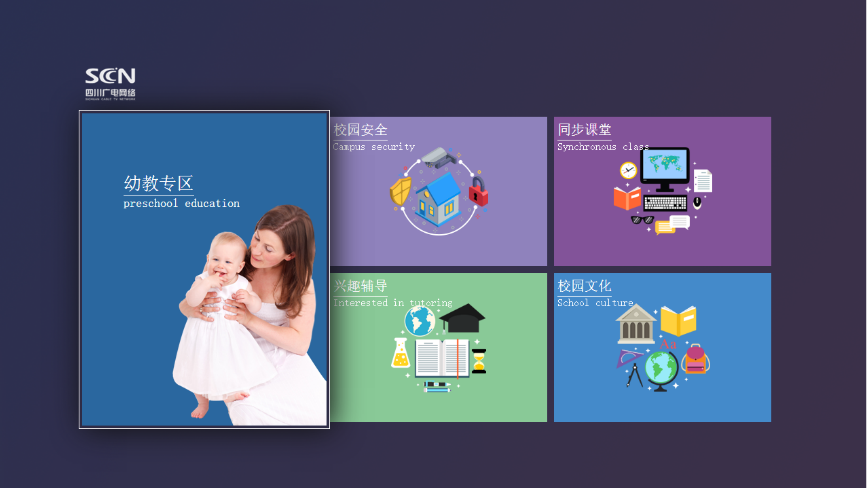 SCN
四川广电网络
幼教专区
preschool education
校园安全
Campus security
同步课堂
Synchronous class
兴趣辅导
Interested in tutoring
校园文化
School culture